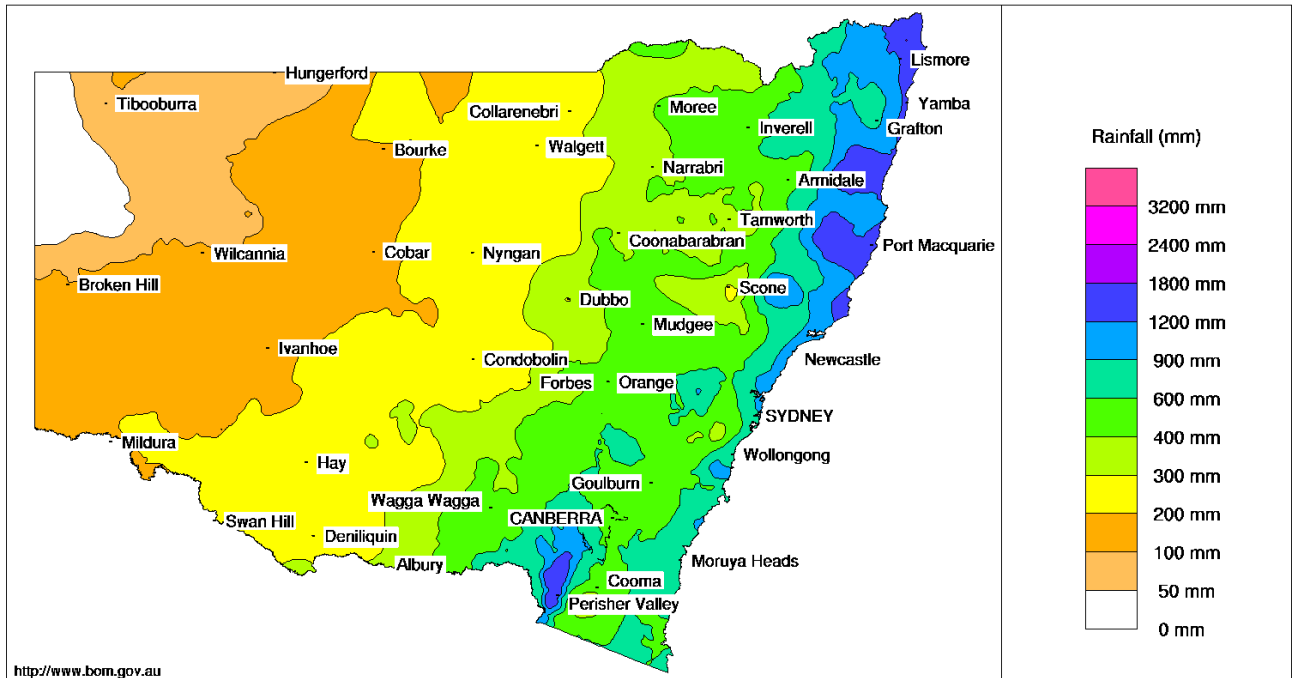 Lismore
Hungerford
Tibooburra
Collarenebri
Moree
Yamba
Inverell
Grafton
Bourke
Walgett
Narrabri
Armidale
Tamworth
Coonabarabran
Port Macquarie
Wilcannia
Cobar
Nyngan
Broken Hill
Scone
Dubbo
Mudgee
Ivanhoe
Condobolin
Newcastle
Forbes
Orange
SYDNEY
Mildura
Wollongong
Hay
Goulburn
Wagga Wagga
CANBERRA
Swan Hill
Deniliquin
Albury
Moruya Heads
Cooma
Perisher Valley
http://www.bom.gov.au
Rainfall (mm)
3200 mm
2400 mm
1800 mm
1200 mm
900 mm
600 mm
400 mm
300 mm
200 mm
100 mm
50 mm
0 mm